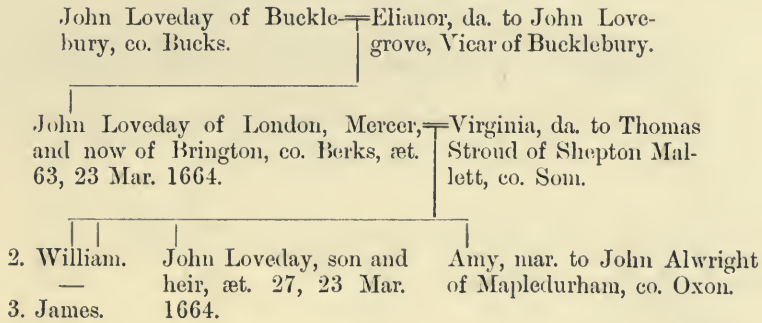 John Loveday of Buckle-
bury, co. Bucks.
Elianor, da. to John Love-
grove, Vicar of Bucklebury.
John Loveday of London, Mercer,
and now of Brington, co. Berks, æt.
63, 23 Mar. 1664.
Virginia, da. to Thomas
Stroud of Shepton Mal-
lett, co. Som.
2. William.
—
3. James.
John Loveday, son and
heir, æt. 27, 23 Mar.
1664.
Amy, mar. to John Alwright
of Mapledurham, co. Oxon.